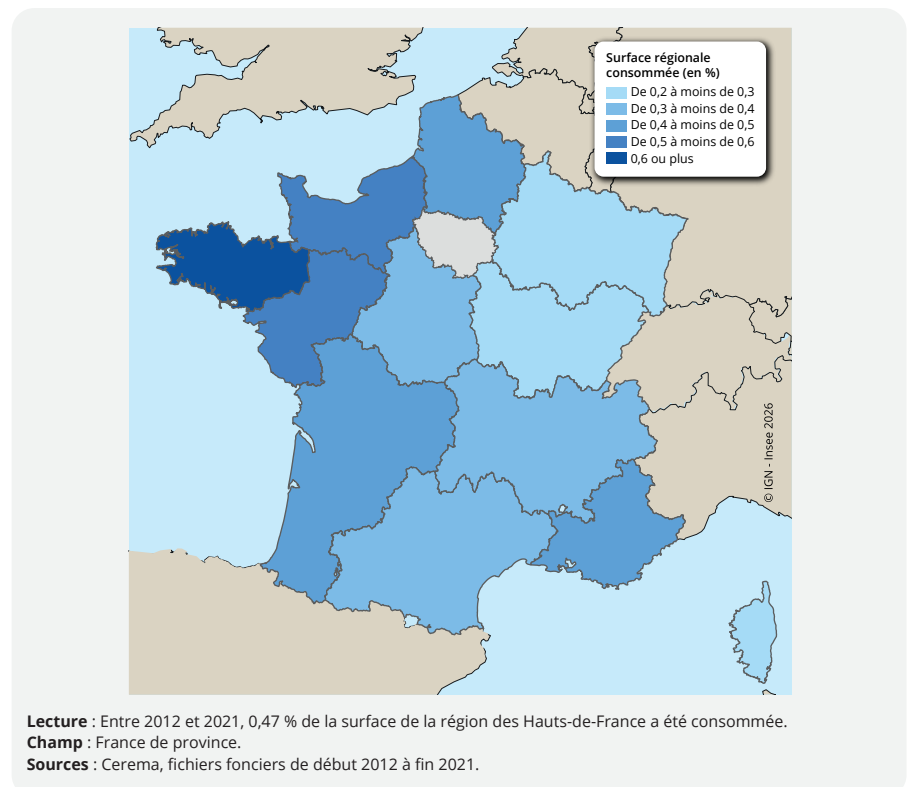 Surface régionale
consommée (en %)
De 0,2 à moins de 0,3
De 0,3 à moins de 0,4
De 0,4 à moins de 0,5
De 0,5 à moins de 0,6
0,6 ou plus
© IGN - Insee 2026
Lecture : Entre 2012 et 2021, 0,47 % de la surface de la région des Hauts-de-France a été consommée.
Champ : France de province.
Sources : Cerema, fichiers fonciers de début 2012 à fin 2021.